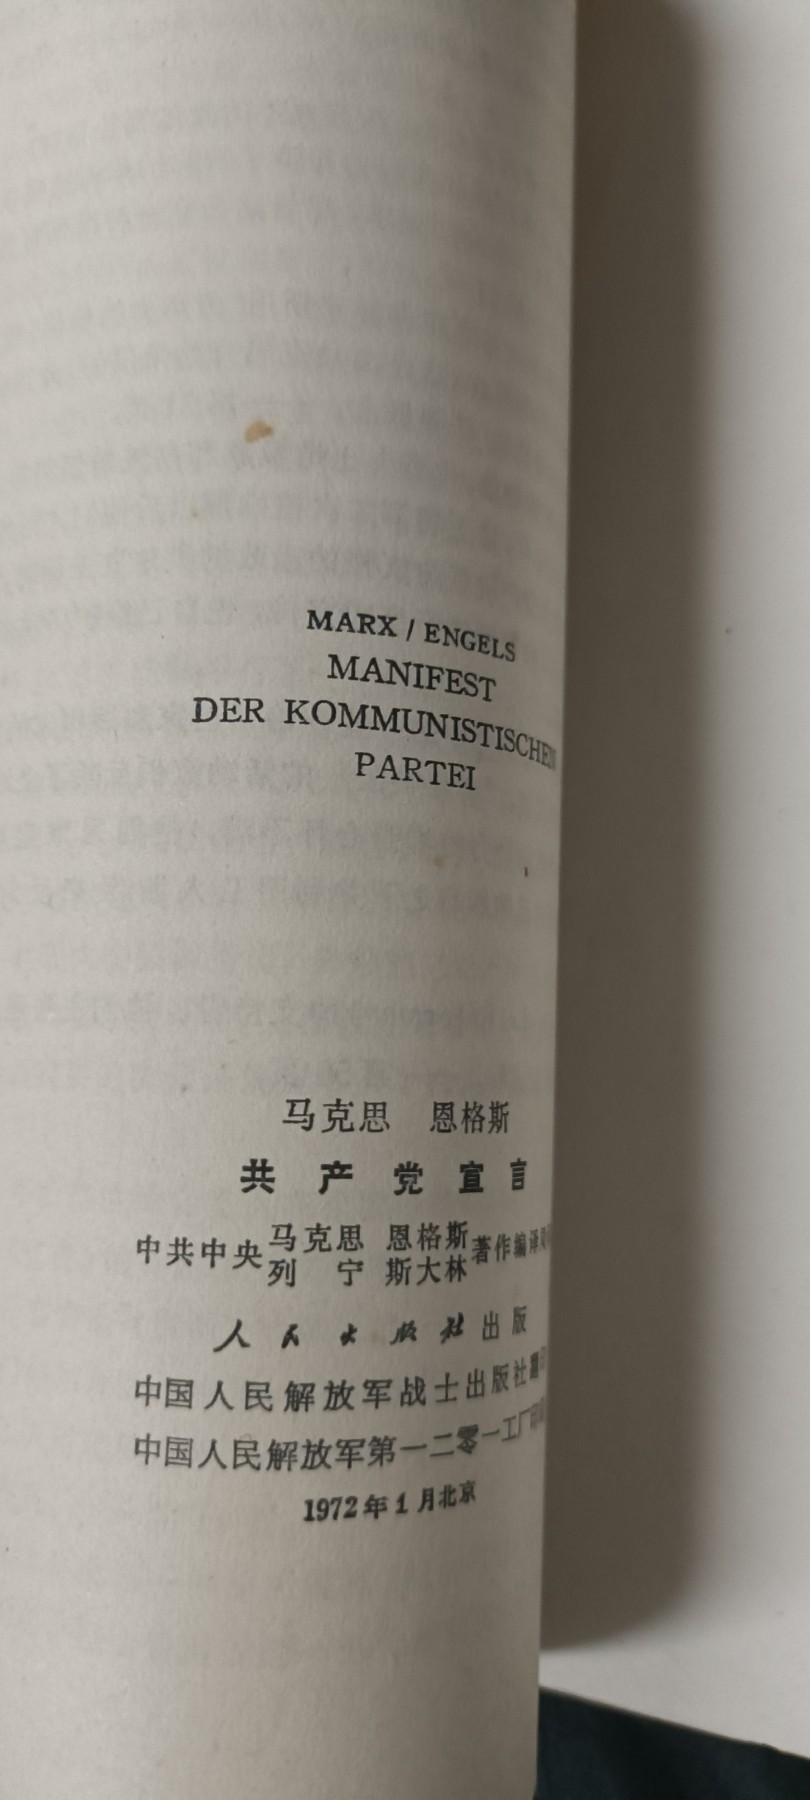 MARX / ENGELS
MANIFEST
DER KOMMUNISTISCHEN
PARTEI
马克思 恩格斯
共产党宣言
中共中央马克思 恩格斯著作编译局
列宁 斯大林
人民出版社出版
中国人民解放军战士出版社翻印
中国人民解放军第一二零一工厂印
1972年1月北京